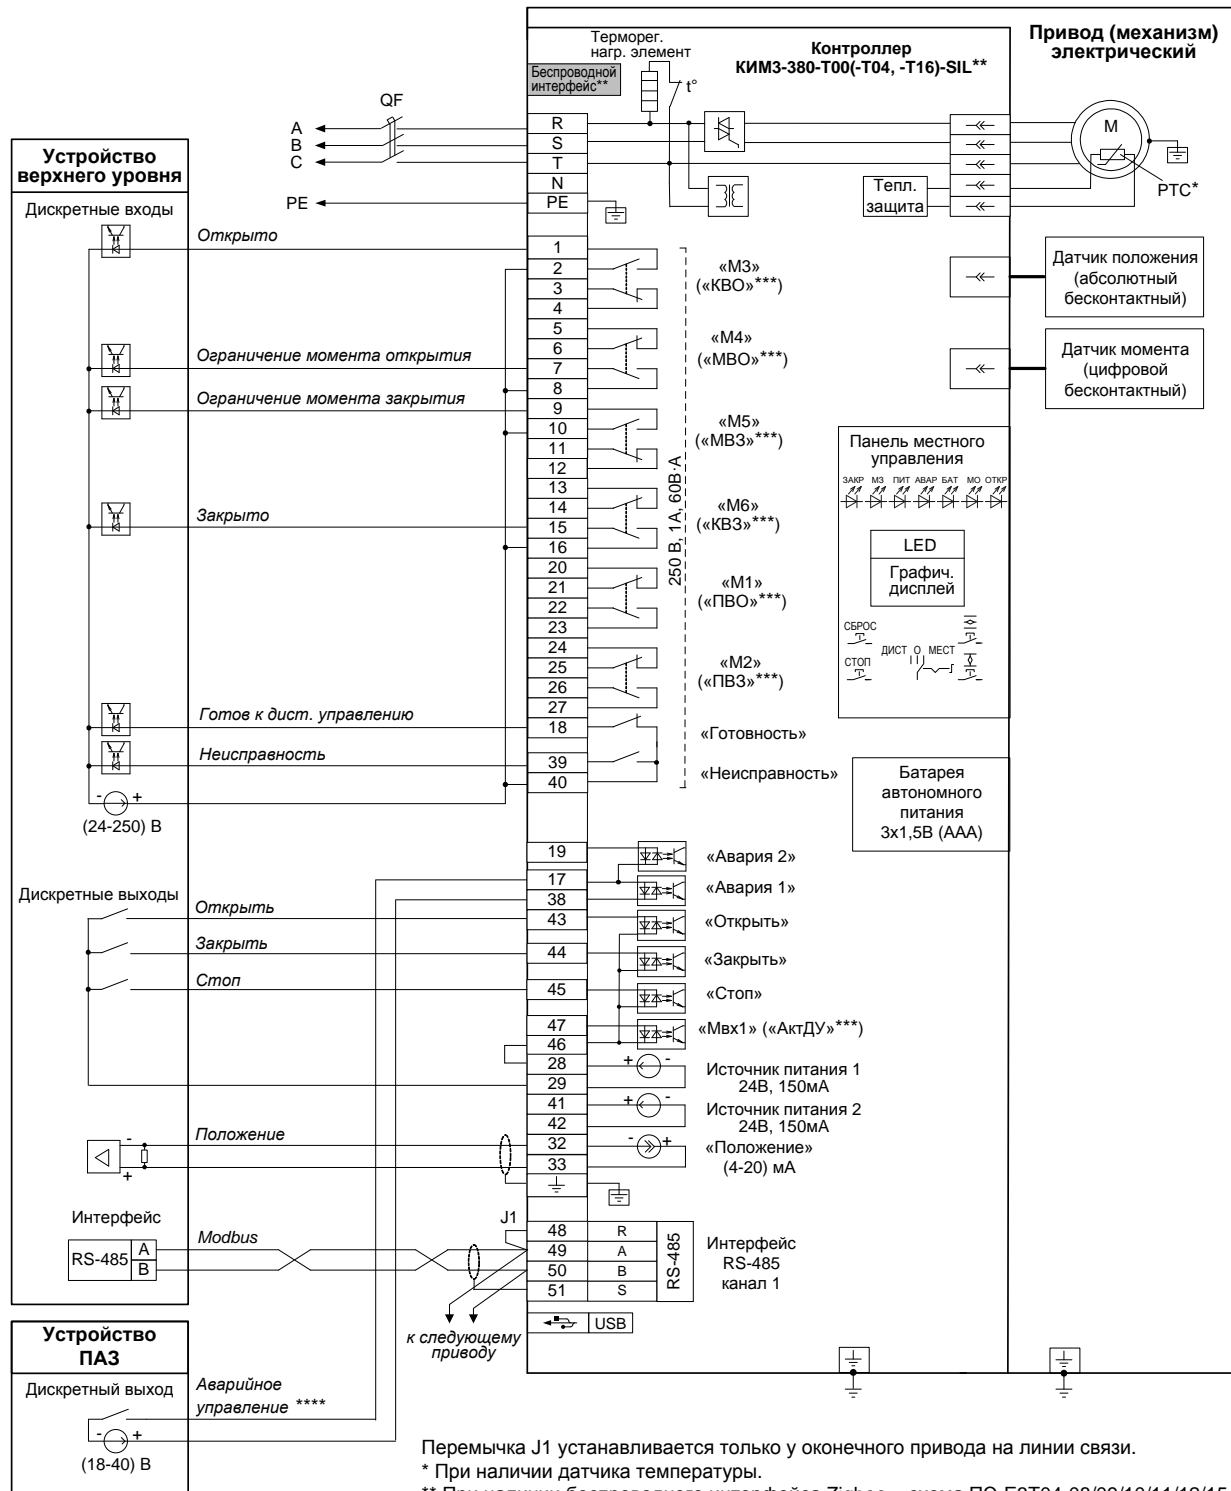 Привод (механизм)
электрический
Контроллер
КИМ3-380-Т00(-Т04, -Т16)-SIL**
Терморег.
нагр. элемент
t°
Беспроводной
интерфейс**
QF
A
B
C
PE
R
S
T
N
PE
M
PTC*
Тепл.
защита
Устройство
верхнего уровня
Дискретные входы
Открыто
Ограничение момента открытия
Ограничение момента закрытия
Закрыто
Готов к дист. управлению
Неисправность
- +
(24-250) В
1
2
3
4
5
6
7
8
9
10
11
12
13
14
15
16
20
21
22
23
24
25
26
27
18
39
40
«М3»
(«КВО»***)
«М4»
(«МВО»***)
«М5»
(«МВЗ»***)
«М6»
(«КВЗ»***)
«М1»
(«ПВО»***)
«М2»
(«ПВЗ»***)
«Готовность»
«Неисправность»
250 В, 1А, 60В·А
Датчик положения
(абсолютный
бесконтактный)
Датчик момента
(цифровой
бесконтактный)
Панель местного
управления
ЗАКР МЗ ПИТ АВАР БАТ МО ОТКР
LED
Графич.
дисплей
СБРОС
СТОП
ДИСТ О МЕСТ
Батарея
автономного
питания
3х1,5В (ААА)
Дискретные выходы
Открыть
Закрыть
Стоп
19
17
38
43
44
45
47
46
28
29
41
42
32
33
«Авария 2»
«Авария 1»
«Открыть»
«Закрыть»
«Стоп»
«Мвх1» («АктДУ»***)
+ -
Источник питания 1
24В, 150мА
+ -
Источник питания 2
24В, 150мА
- +
«Положение»
(4-20) мА
Положение
-
+
Интерфейс
RS-485
A
B
Modbus
J1
48 R
49 A
50 B
51 S
RS-485
Интерфейс
RS-485
канал 1
USB
к следующему
приводу
Устройство
ПАЗ
Дискретный выход
Аварийное
управление ****
- +
(18-40) В
Перемычка J1 устанавливается только у оконечного привода на линии связи.
* При наличии датчика температуры.